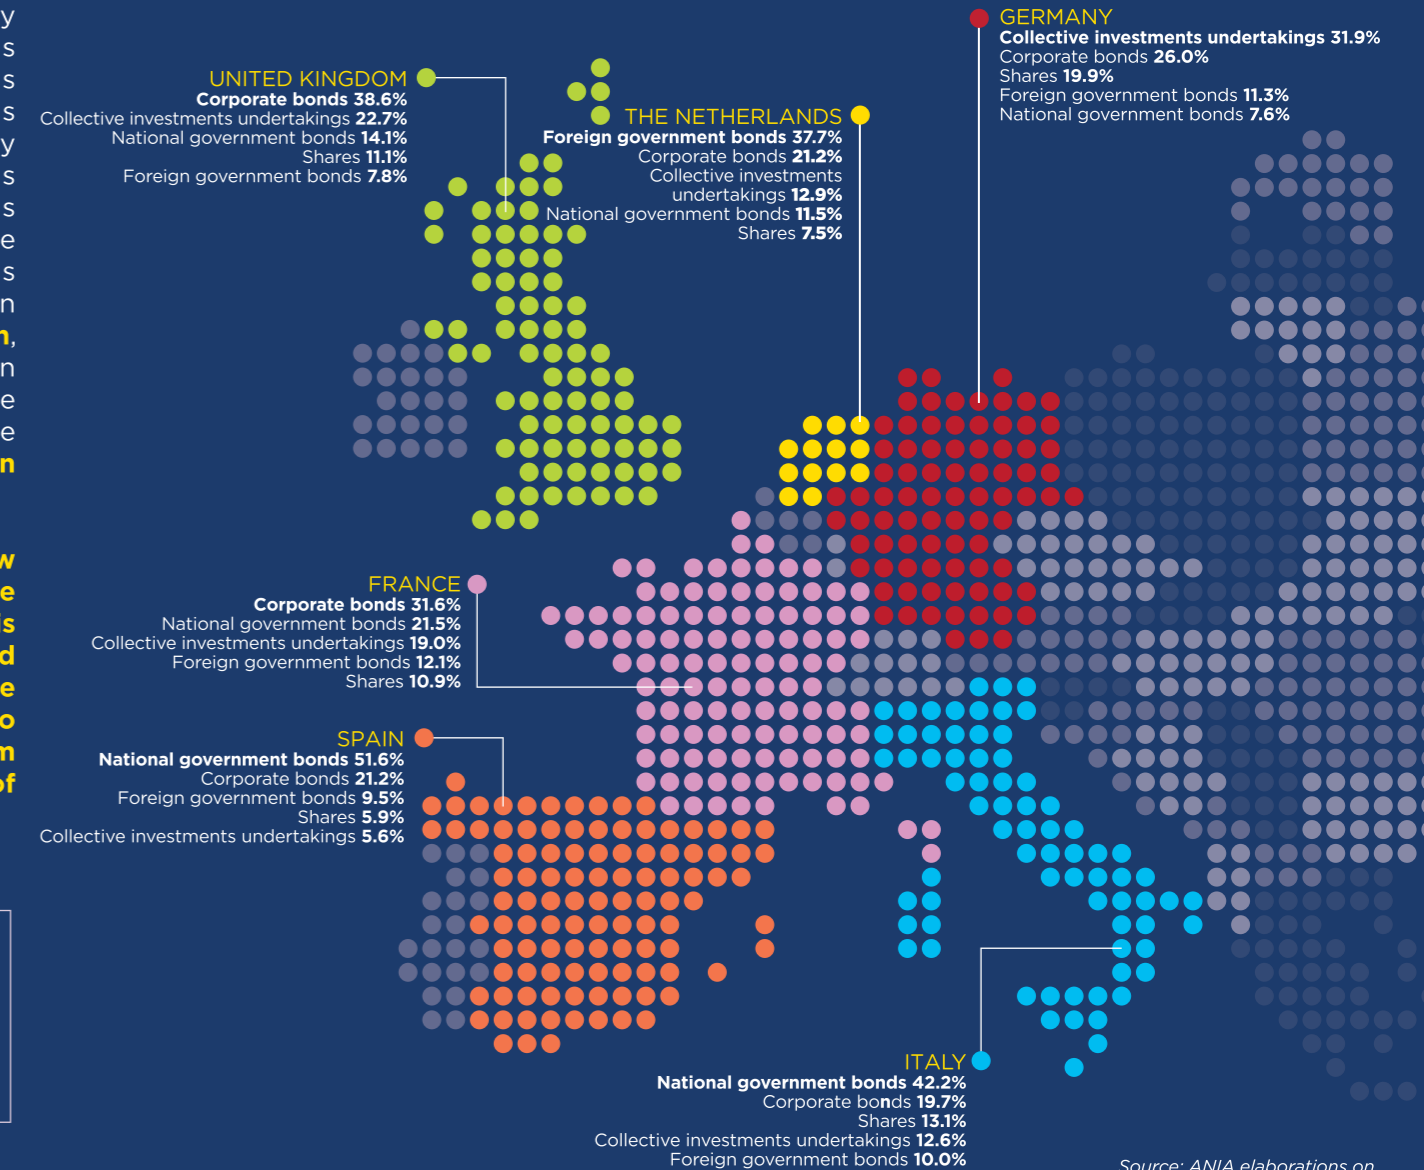 GERMANY
Collective investments undertakings 31.9%
Corporate bonds 26.0%
Shares 19.9%
Foreign government bonds 11.3%
National government bonds 7.6%
UNITED KINGDOM
Corporate bonds 38.6%
Collective investments undertakings 22.7%
National government bonds 14.1%
Shares 11.1%
Foreign government bonds 7.8%
THE NETHERLANDS
Foreign government bonds 37.7%
Corporate bonds 21.2%
Collective investments
undertakings 12.9%
National government bonds 11.5%
Shares 7.5%
FRANCE
Corporate bonds 31.6%
National government bonds 21.5%
Collective investments undertakings 19.0%
Foreign government bonds 12.1%
Shares 10.9%
SPAIN
National government bonds 51.6%
Corporate bonds 21.2%
Foreign government bonds 9.5%
Shares 5.9%
Collective investments undertakings 5.6%
ITALY
National government bonds 42.2%
Corporate bonds 19.7%
Shares 13.1%
Collective investments undertakings 12.6%
Foreign government bonds 10.0%
Source: ANIA elaborations on